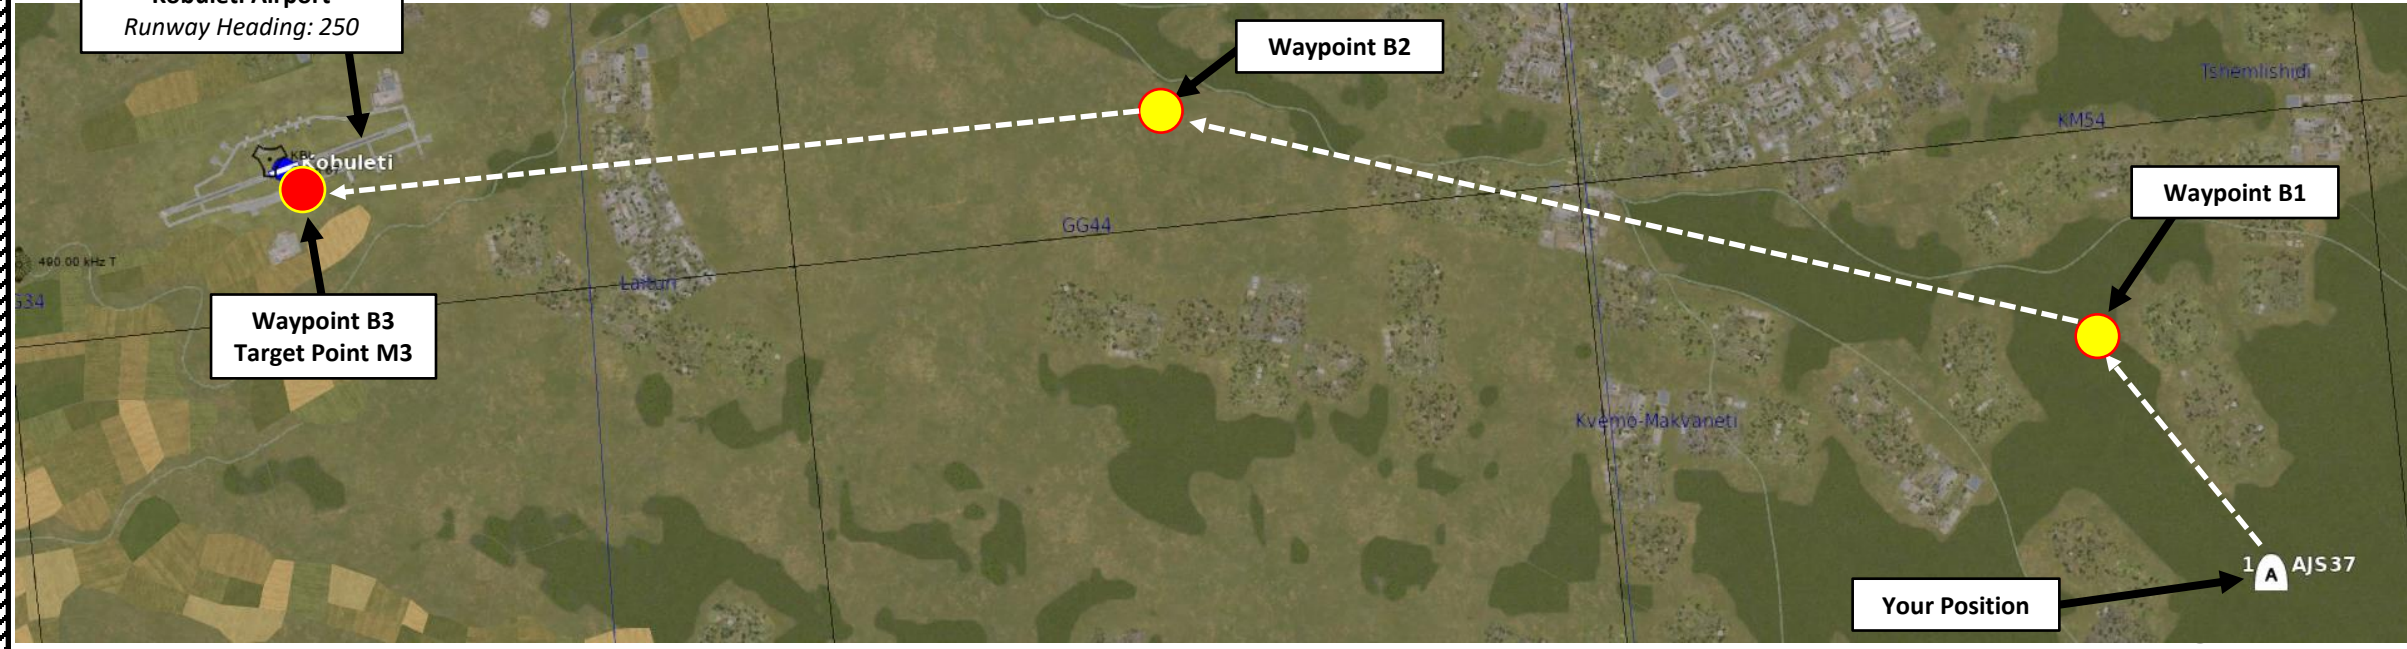 Kobuleti Airport
Runway Heading: 250
Waypoint B2
Tshemlishidi
KM54
Waypoint B1
Kobuleti
GG44
490.00 kHz T
Laituri
G34
Waypoint B3
Target Point M3
Kvemo-Makvaneti
1
A
AJS37
Your Position